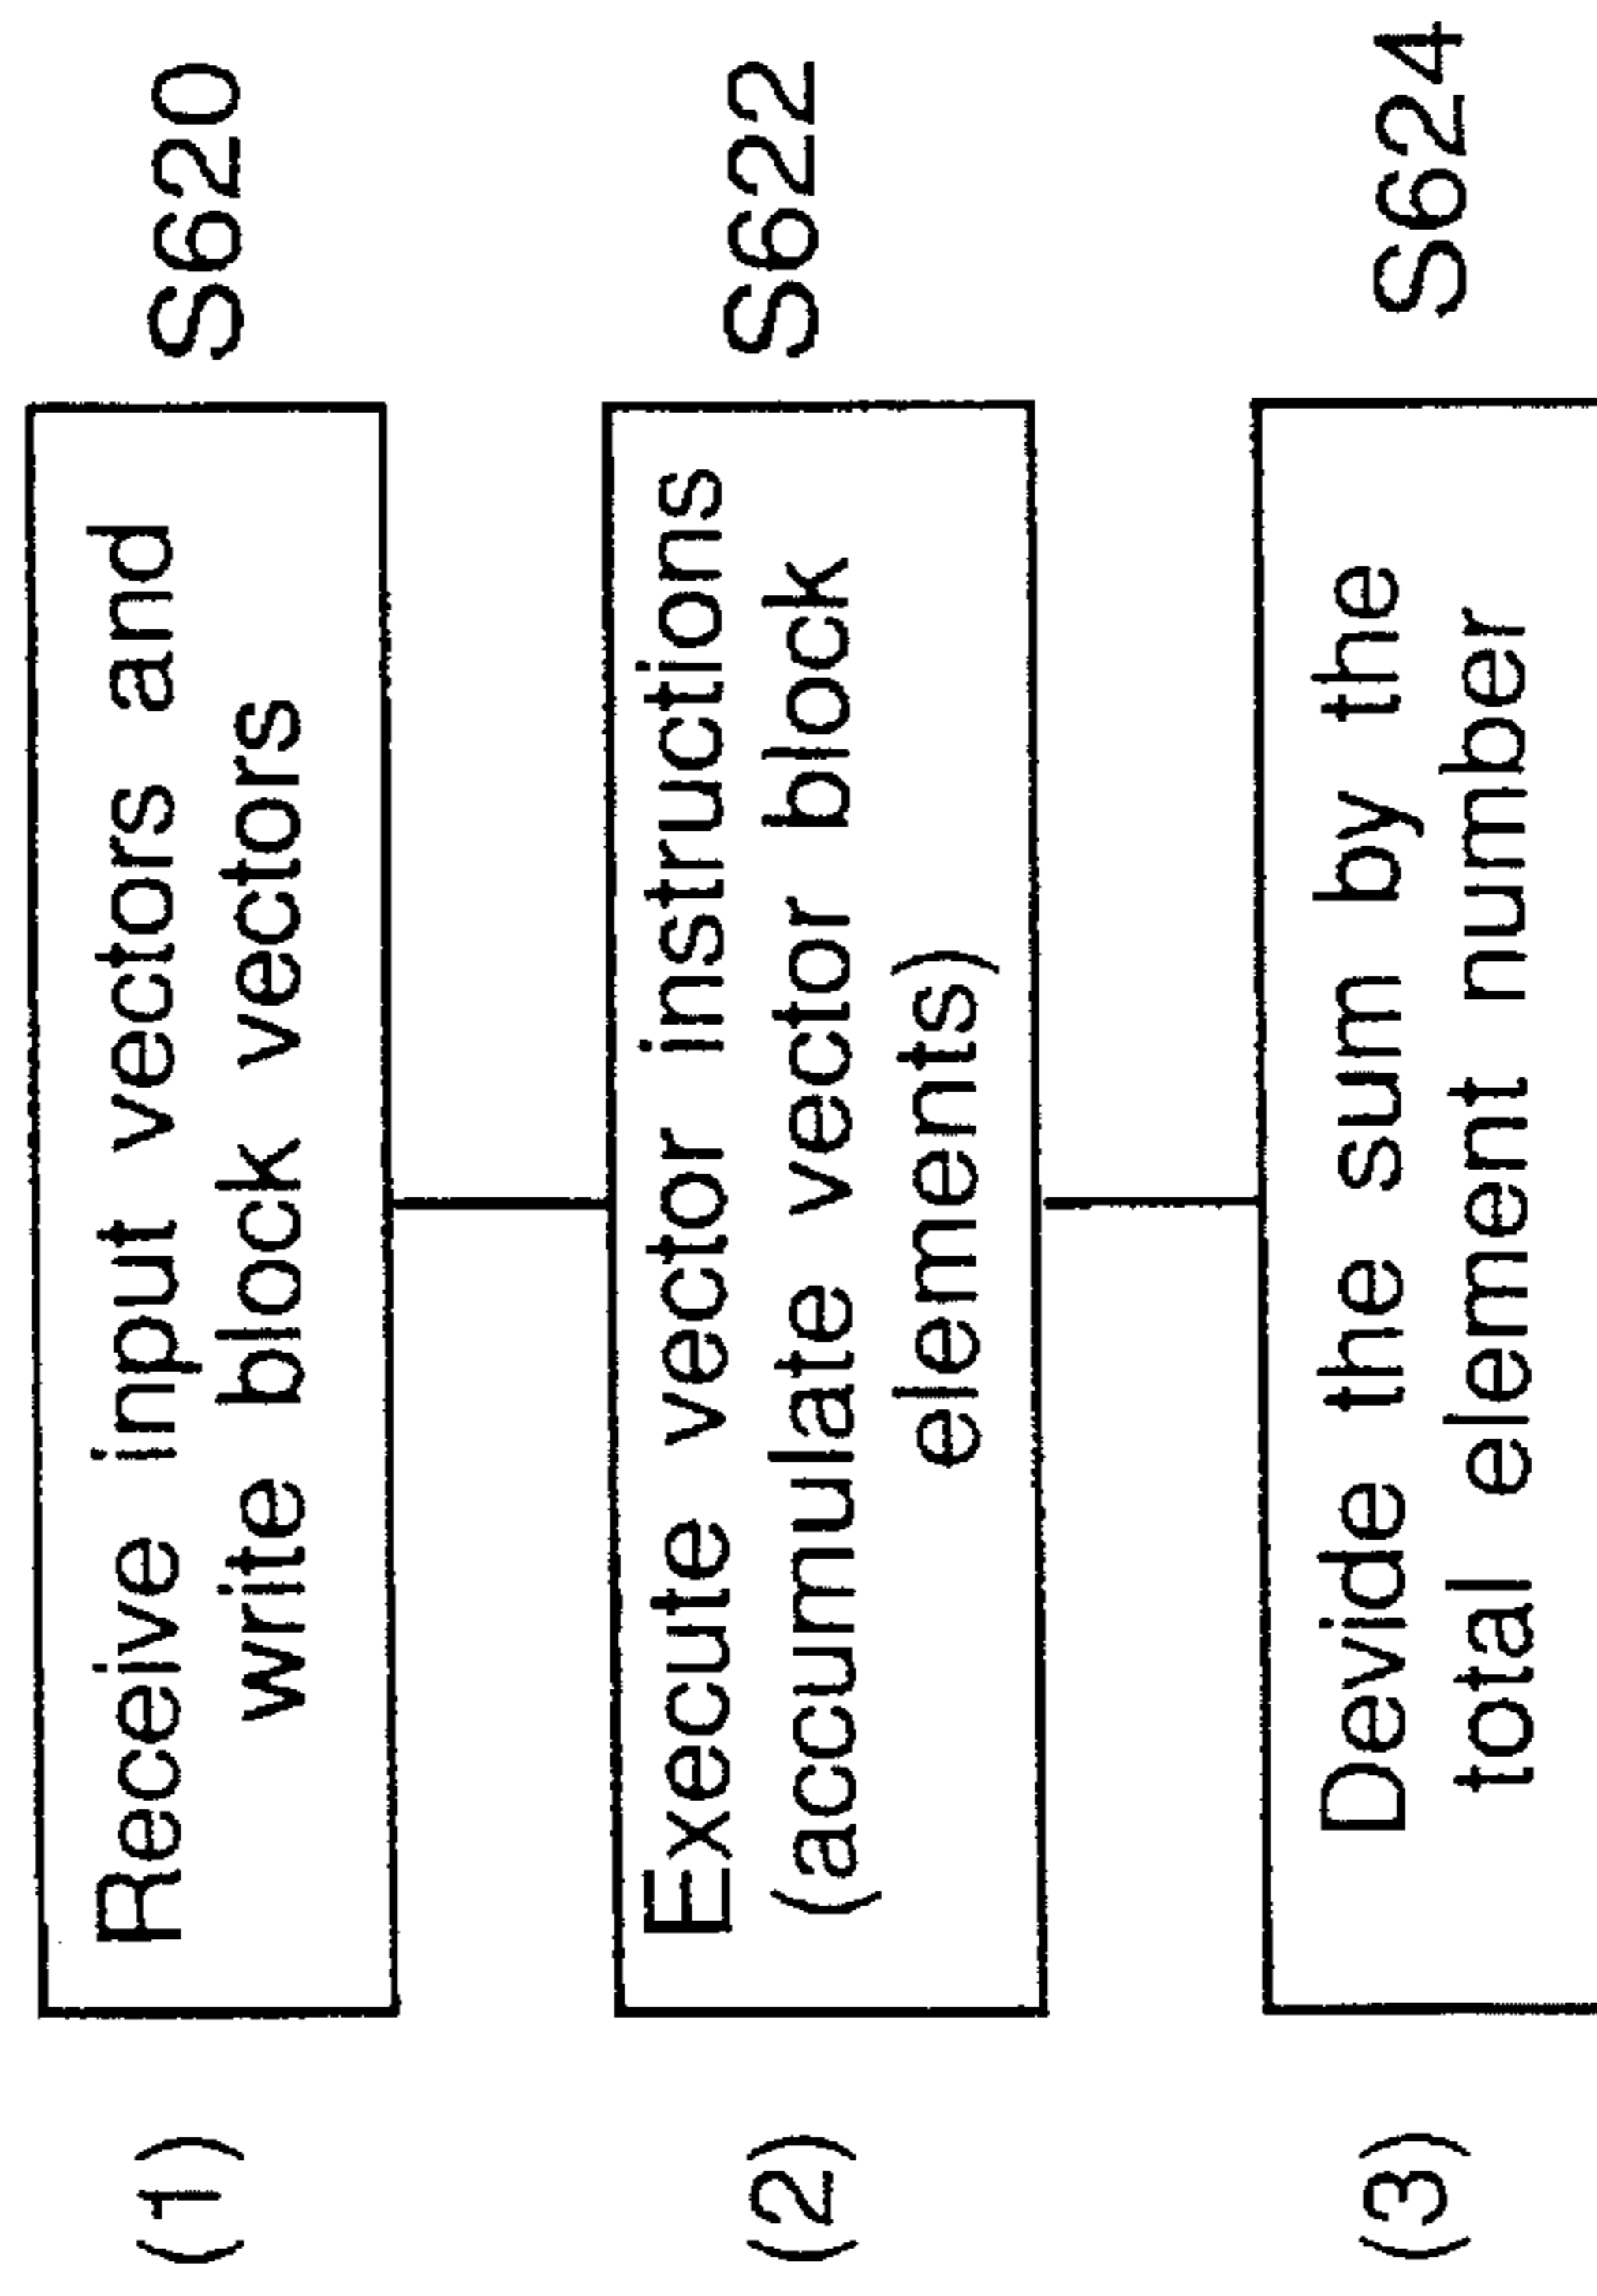 (1)
Receive input vectors and
write block vectors
S620
(2)
Execute vector instructions
(accumulate vector block
elements)
S622
(3)
Devide the sum by the
total element number
S624